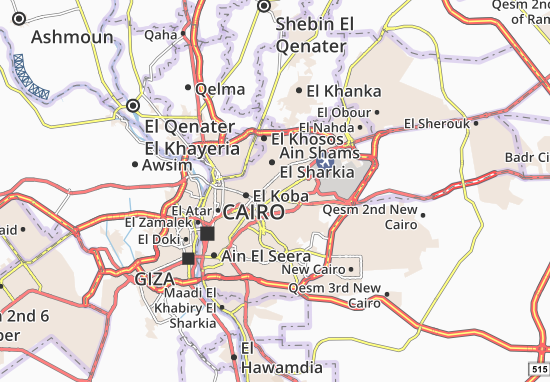 Shebin El
Qenater
Qesm 2nd
of Ram
Ashmoun
Qaha
Qelma
El Khanka
El Obour
El Nahda
El Sherouk
El Qenater
El Khayeria
El Khosos
Ain Shams
El Sharkia
Badr Ci
Awsim
El Koba
El Atar
CAIRO
El Zamalek
El Doki
Qesm 2nd New
Cairo
aid
Ain El Seera
GIZA
New Cairo
Qesm 3rd New
Cairo
Maadi El
Khabiry El
Sharkia
2nd 6
ber
El
Hawamdia
515